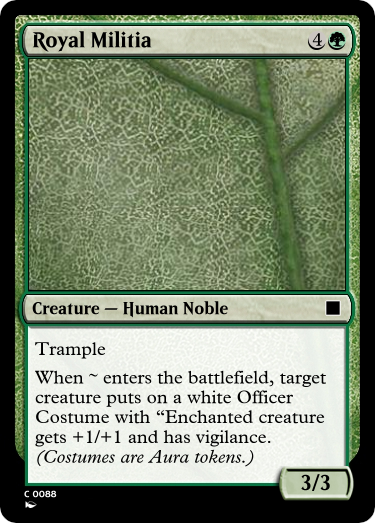 Royal Militia 4
Creature — Human Noble
Trample
When ~ enters the battlefield, target
creature puts on a white Officer
Costume with “Enchanted creature
gets +1/+1 and has vigilance.
(Costumes are Aura tokens.)
3/3
C 0088